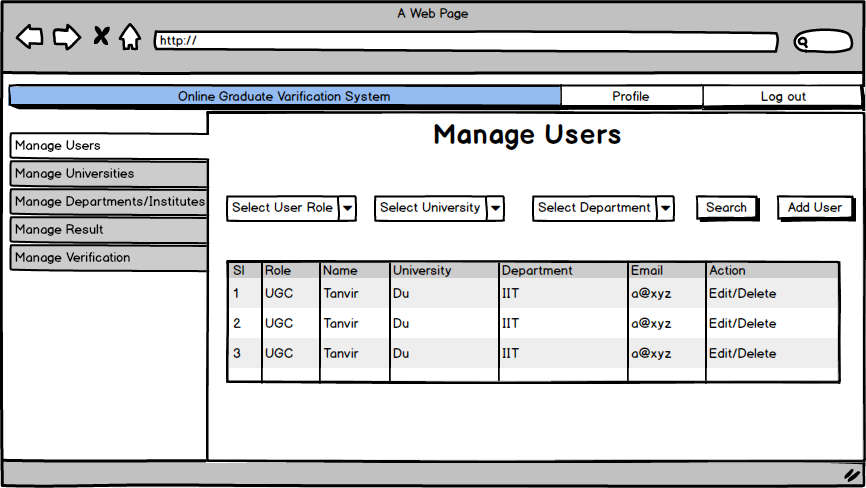 A Web Page
http://
Online Graduate Varification System Profile Log out
Manage Users
Manage Universities
Manage Departments/Institutes
Manage Result
Manage Verification
Manage Users
Select User Role Select University Select Department Search Add User
Sl Role Name University Department Email Action
1 UGC Tanvir Du IIT a@xyz Edit/Delete
2 UGC Tanvir Du IIT a@xyz Edit/Delete
3 UGC Tanvir Du IIT a@xyz Edit/Delete